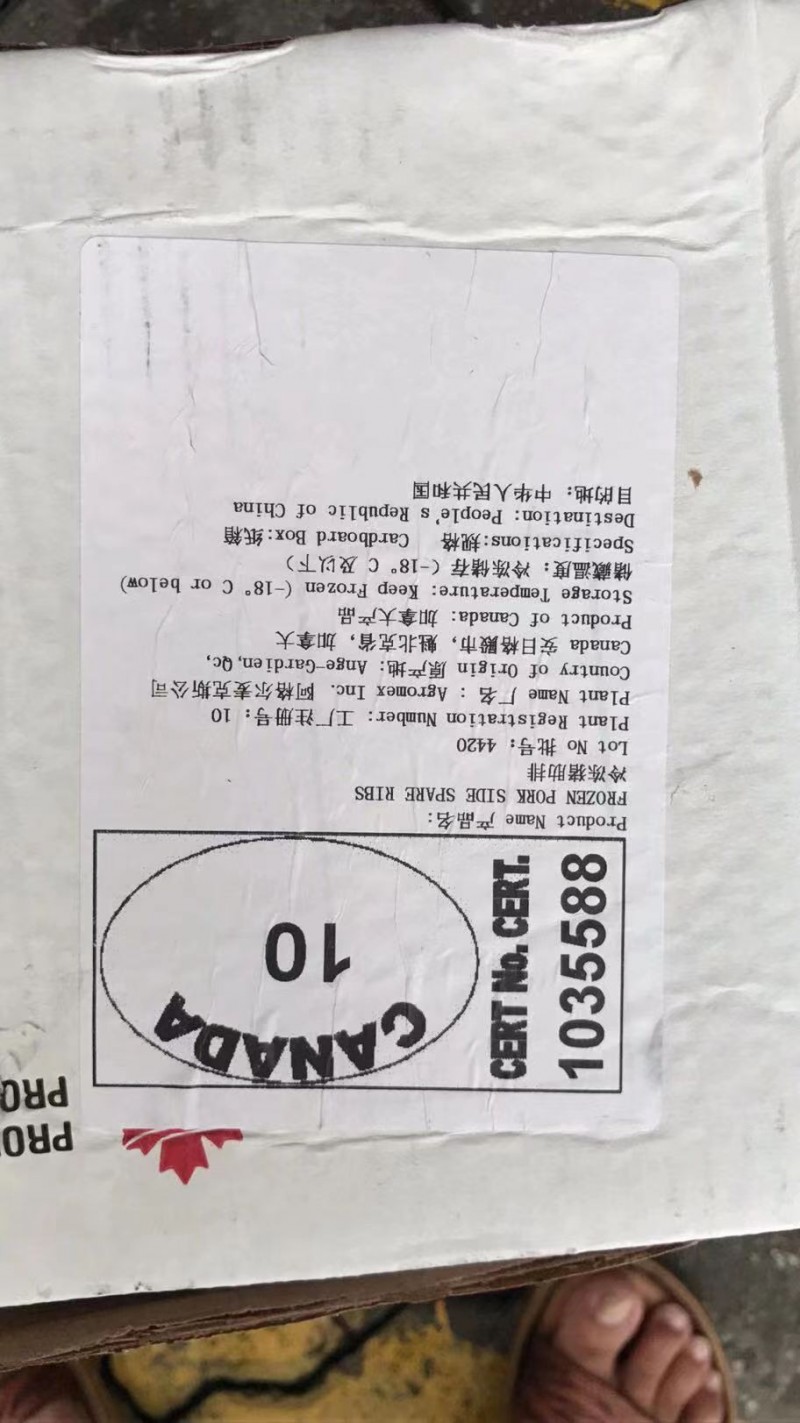 PRO
PRO
CANADA
10
CERT No. CERT.
1035588
Product Name 产品名:
FROZEN PORK SIDE SPARE RIBS
冷冻猪肋排
Lot No 批号: 4420
Plant Registration Number: 工厂注册号: 10
Plant Name 厂名 : Agromex Inc. 阿格尔麦克斯公司
Country of Origin 原产地: Ange-Gardien,Qc,
Canada 安日格殿市, 魁北克省, 加拿大
Product of Canada: 加拿大产品
Storage Temperature: Keep Frozen (-18° C or below)
储藏温度: 冷冻储存 (-18° C 及以下)
Specifications:规格 Cardboard Box:纸箱
Destination: People's Republic of China
目的地: 中华人民共和国